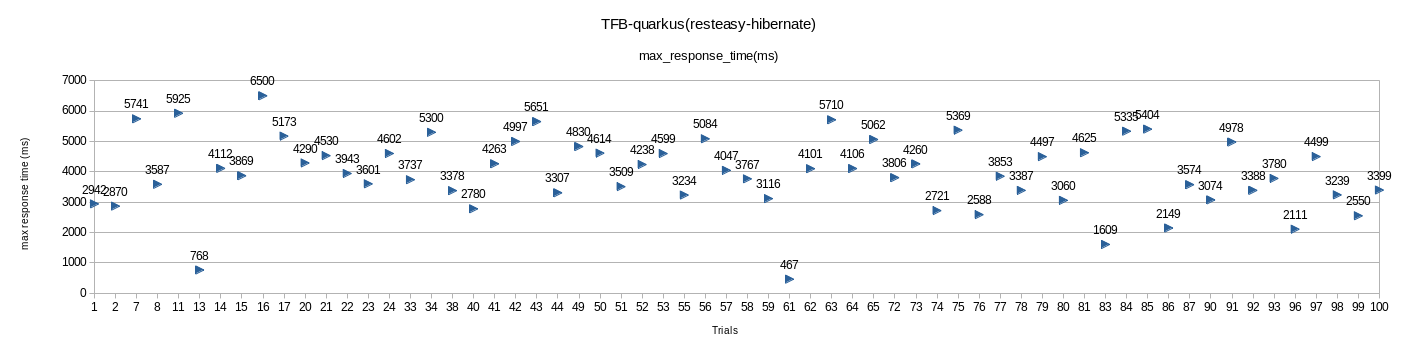 TFB-quarkus(resteasy-hibernate)
max_response_time(ms)
7000
6000
5000
4000
3000
2000
1000
0
max response time (ms)
2942 2870 5741 3587 5925 768 4112 3869 6500 5173 4290 4530 3943 3601 4602 3737 5300 3378 2780 4263 4997 5651 3307 4830 4614 3509 4238 4599 3234 5084 4047 3767 3116 467 4101 5710 4106 5062 3806 4260 2721 5369 2588 3853 3387 4497 3060 4625 1609 5335 5404 2149 3574 3074 4978 3388 3780 2111 4499 3239 2550 3399
1 2 7 8 11 13 14 15 16 17 20 21 22 23 24 33 34 38 40 41 42 43 44 49 50 51 52 53 55 56 57 58 59 61 62 63 64 65 72 73 74 75 76 77 78 79 80 81 83 84 85 86 87 90 91 92 93 96 97 98 99 100
Trials